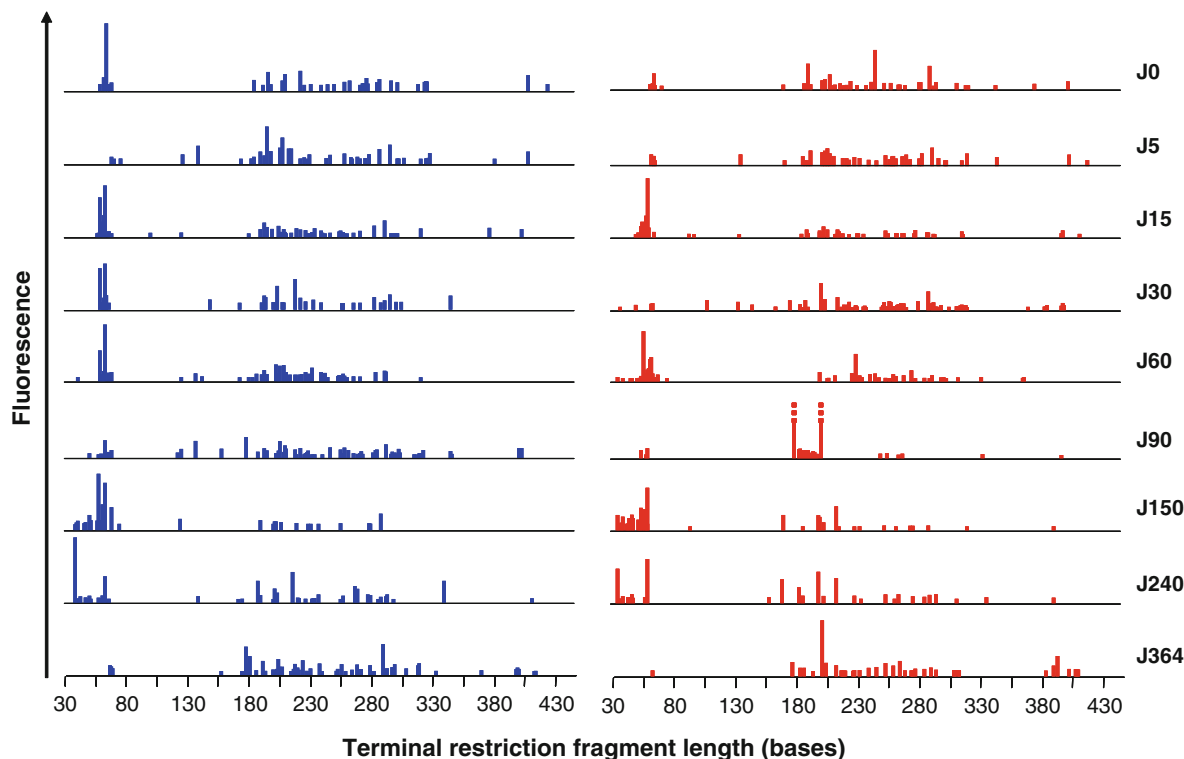 Fluorescence
J0
J5
J15
J30
J60
J90
J150
J240
J364
30 80 130 180 230 280 330 380 430
30 80 130 180 230 280 330 380 430
Terminal restriction fragment length (bases)